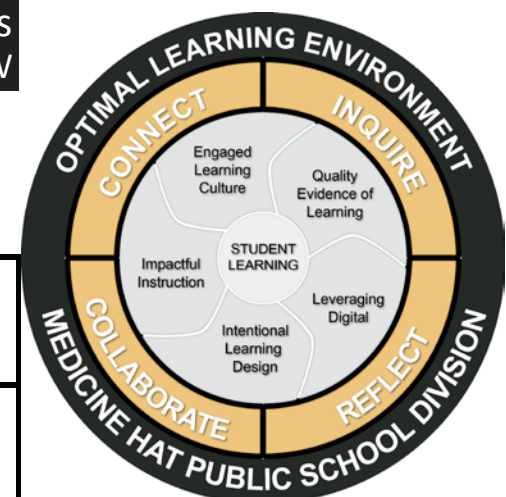 S
W
OPTIMAL LEARNING ENVIRONMENT
CONNECT
INQUIRE
Engaged
Learning
Culture
Quality
Evidence of
Learning
STUDENT
LEARNING
Impactful
Instruction
Leveraging
Digital
Intentional
Learning
Design
COLLABORATE
REFLECT
MEDICINE HAT PUBLIC SCHOOL DIVISION